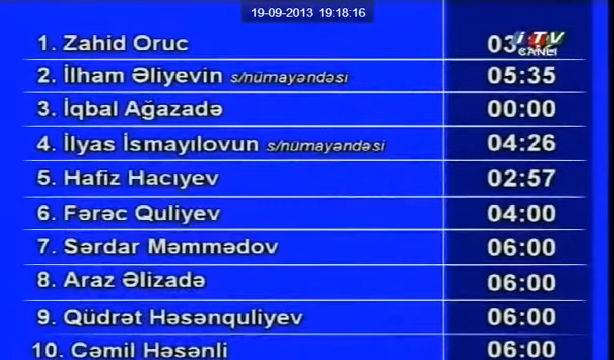 19-09-2013 19:18:16
iTV
CANLI
1. Zahid Oruc
2. İlham Əliyevin s/nümayəndəsi 05:35
3. İqbal Ağazadə 00:00
4. İlyas İsmayılovun s/nümayəndəsi 04:26
5. Hafiz Hacıyev 02:57
6. Fərəc Quliyev 04:00
7. Sərdar Məmmədov 06:00
8. Araz Əlizadə 06:00
9. Qüdrət Həsənquliyev 06:00
10. Cəmil Həsənli 06:00